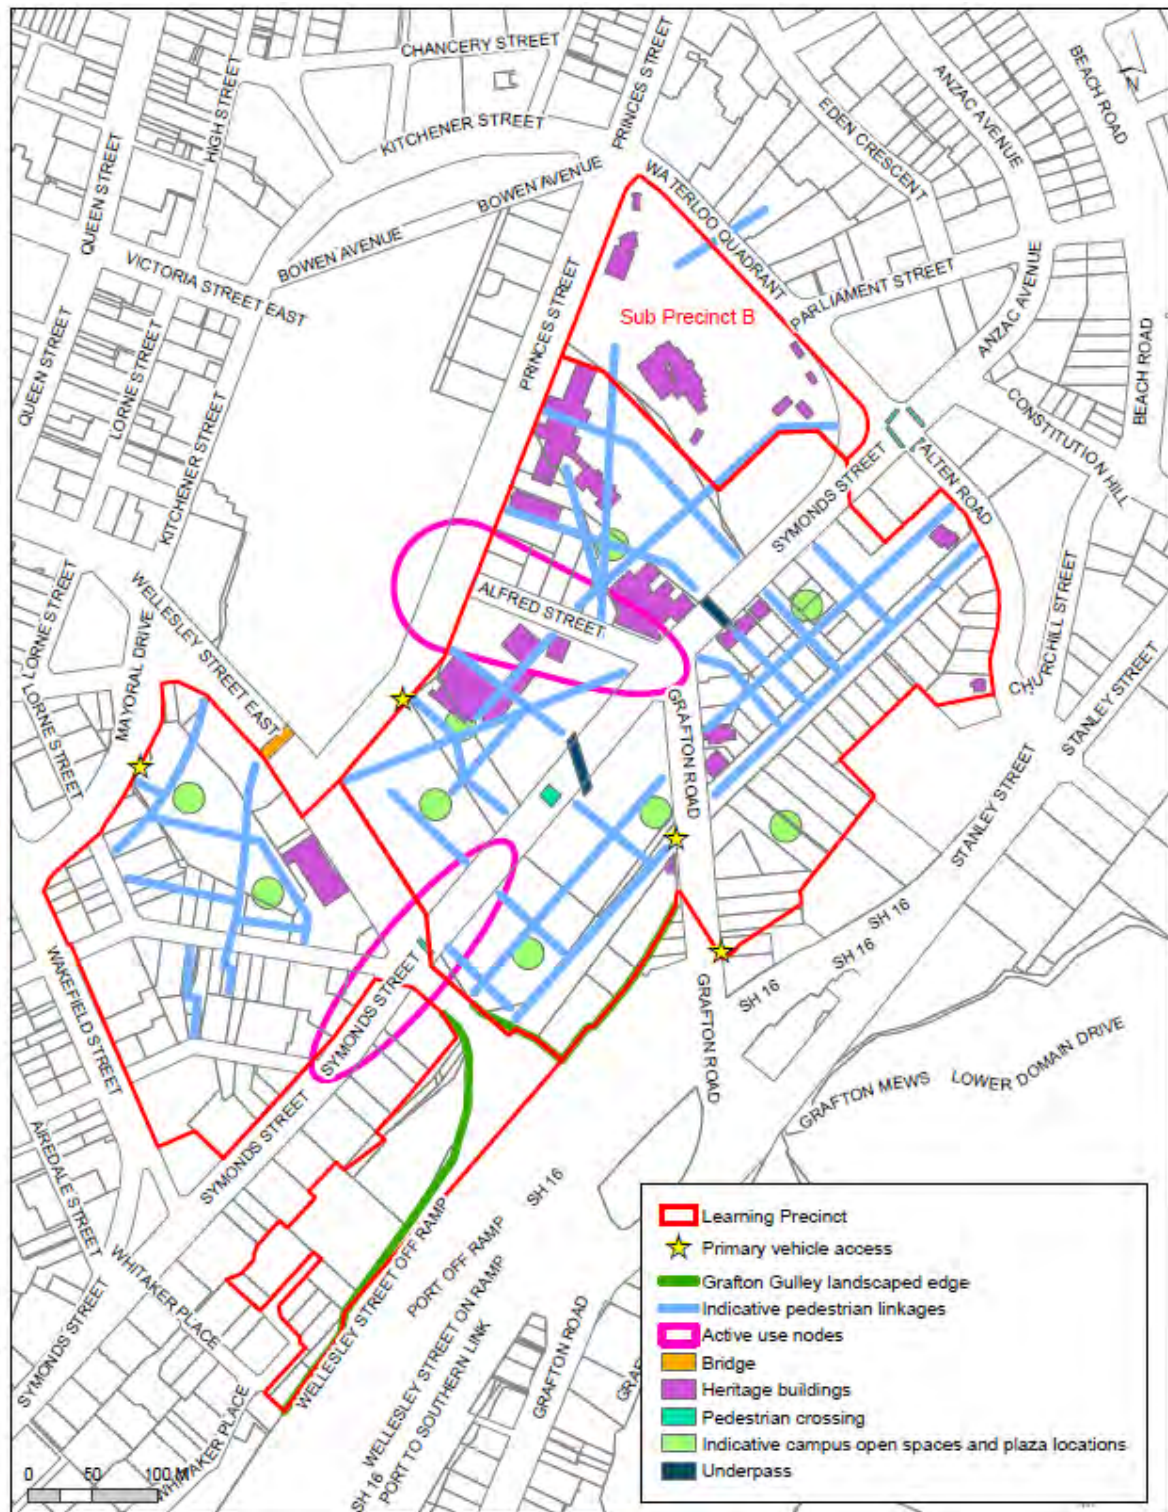 CHANCERY STREET
PRINCES STREET
BEACH ROAD
ANZAC AVENUE
N
HIGH STREET
KITCHENER STREET
EDEN CRESCENT
QUEEN STREET
BOWEN AVENUE
WATERLOO QUADRANT
BOWEN AVENUE
VICTORIA STREET EAST
PARLIAMENT STREET
ANZAC AVENUE
Sub Precinct B
PRINCES STREET
QUEEN STREET
LORNE STREET
BEACH ROAD
CONSTITUTION HILL
KITCHENER STREET
SYMONDS STREET
ALTEN ROAD
WELLESLEY STREET EAST
ALFRED STREET
LORNE STREET
MAYORAL DRIVE
CHURCHILL STREET
STANLEY STREET
LORNE STREET
GRAFTON ROAD
STANLEY STREET
SH 16
SH 16
SH 16
WAKEFIELD STREET
SYMONDS STREET
GRAFTON ROAD
LOWER DOMAIN DRIVE
GRAFTON MEWS
AIREDALE STREET
SYMONDS STREET
SH 16
WHITAKER PLACE
WELLESLEY STREET OFF RAMP
PORT OFF RAMP
SYMONDS STREET
WELLESLEY STREET ON RAMP
PORT TO SOUTHERN LINK
GRAFTON ROAD
WHITAKER PLACE
SH 16
Learning Precinct
Primary vehicle access
Grafton Gulley landscaped edge
Indicative pedestrian linkages
Active use nodes
Bridge
Heritage buildings
Pedestrian crossing
Indicative campus open spaces and plaza locations
Underpass
0 50 100 M